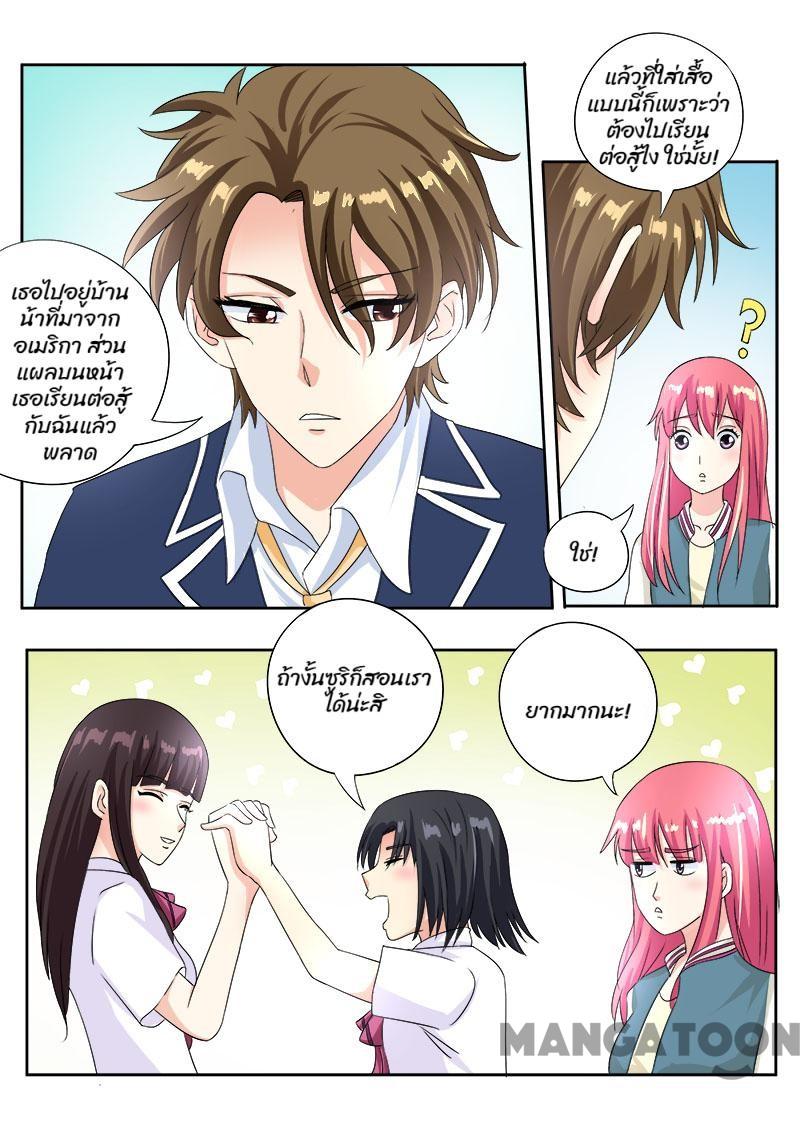 เธอไปอยู่บ้าน
น้าที่มาจาก
อเมริกา ส่วน
แผลบนหน้า
เธอเรียนต่อสู้
กับฉันแล้ว
พลาด
แล้วที่ใส่เสื้อ
แบบนี้ก็เพราะว่า
ต้องไปเรียน
ต่อสู้ไง ใช่มั้ย!
?
ใช่!
ถ้างั้นซูริก็สอนเรา
ได้น่ะสิ
ยากมากนะ!
MANGATOON